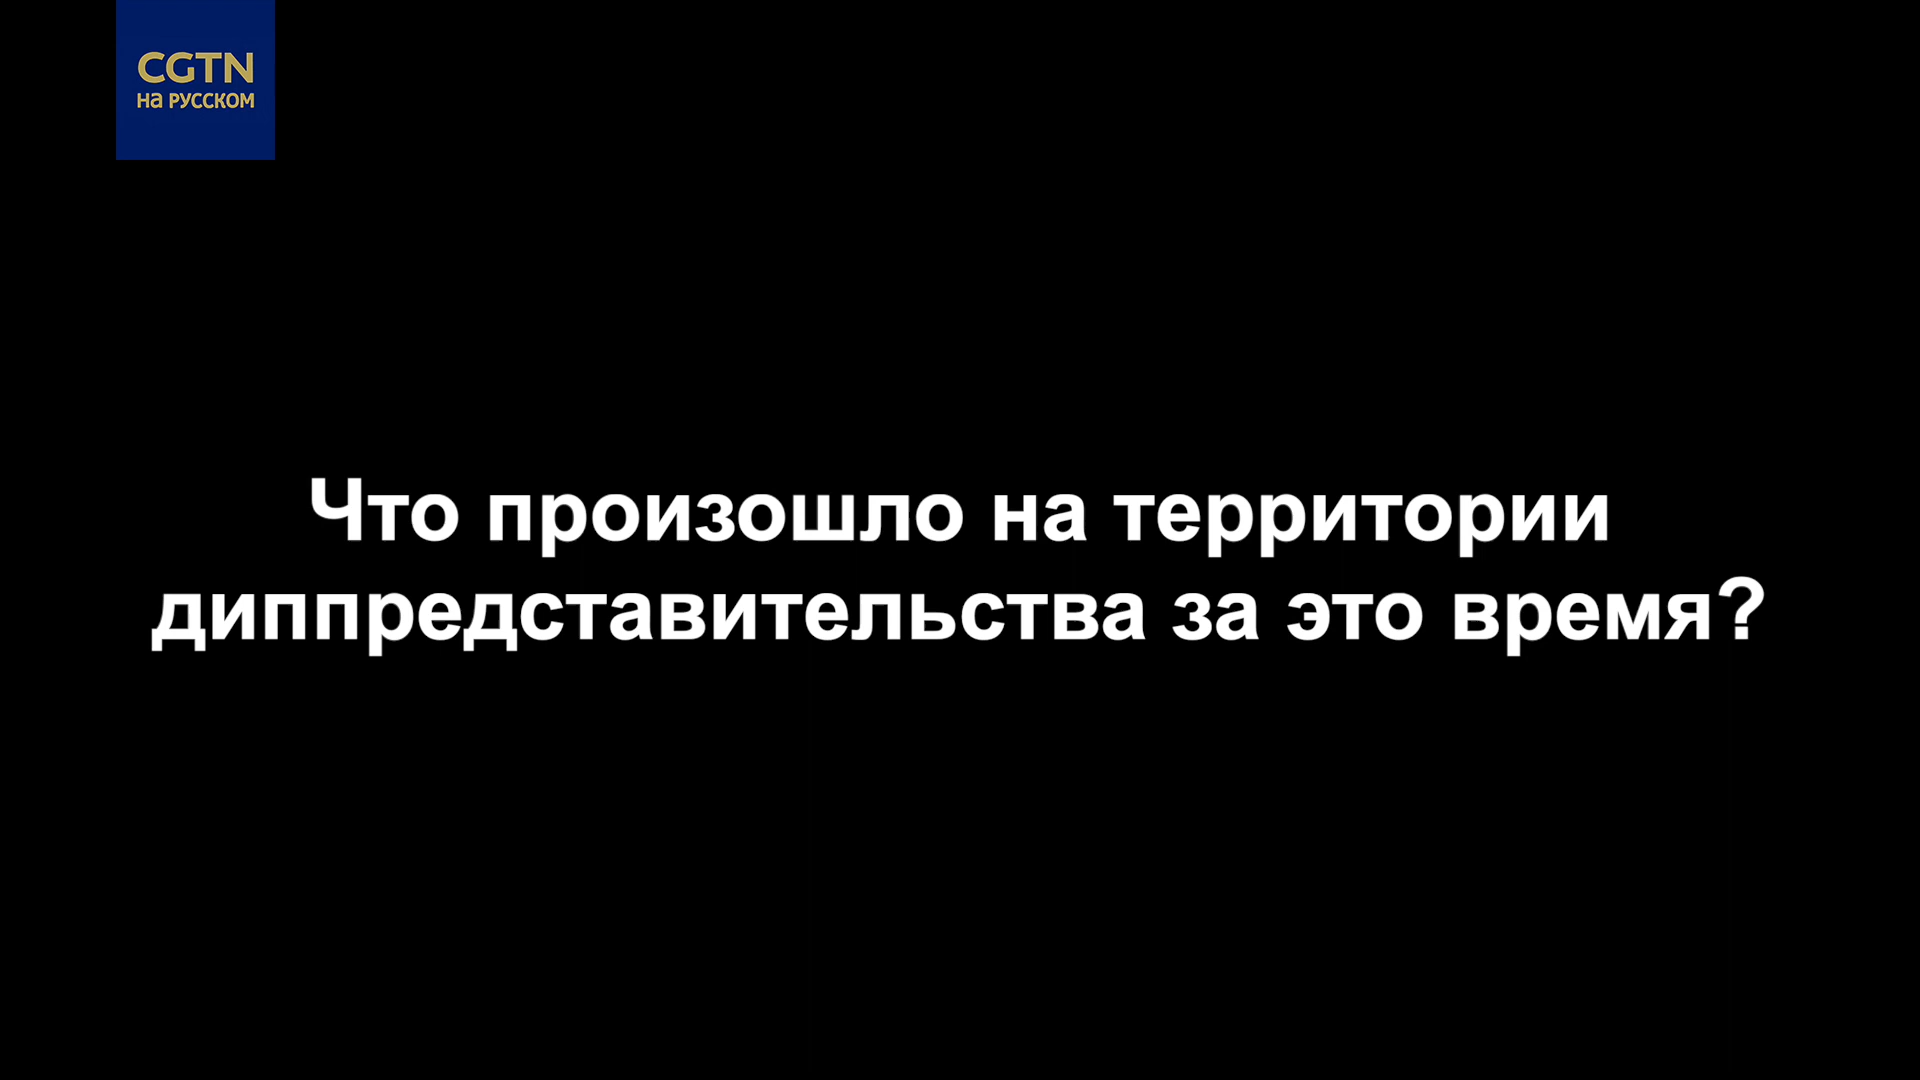 CGTN
на русском
Что произошло на территории
диппредставительства за это время?